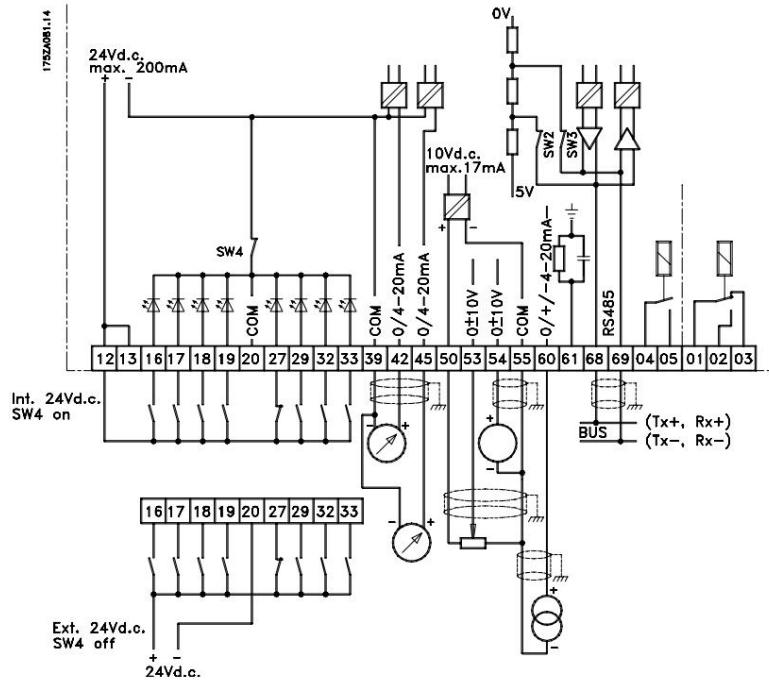 175ZA081.14
24Vd.c.
max. 200mA
+ −
0V
5V
SW2
SW3
10Vd.c.
max.17mA
+ −
SW4
COM
COM
0/4-20mA
0/4-20mA
0±10V
0±10V
COM
0/+/-4-20mA
RS485
12 13 16 17 18 19 20 27 29 32 33 39 42 45 50 53 54 55 60 61 68 69 04 05 01 02 03
Int. 24Vd.c.
SW4 on
− +
+
−
BUS
(Tx+, Rx+)
(Tx-, Rx-)
16 17 18 19 20 27 29 32 33
− +
+
−
Ext. 24Vd.c.
SW4 off
+ −
24Vd.c.